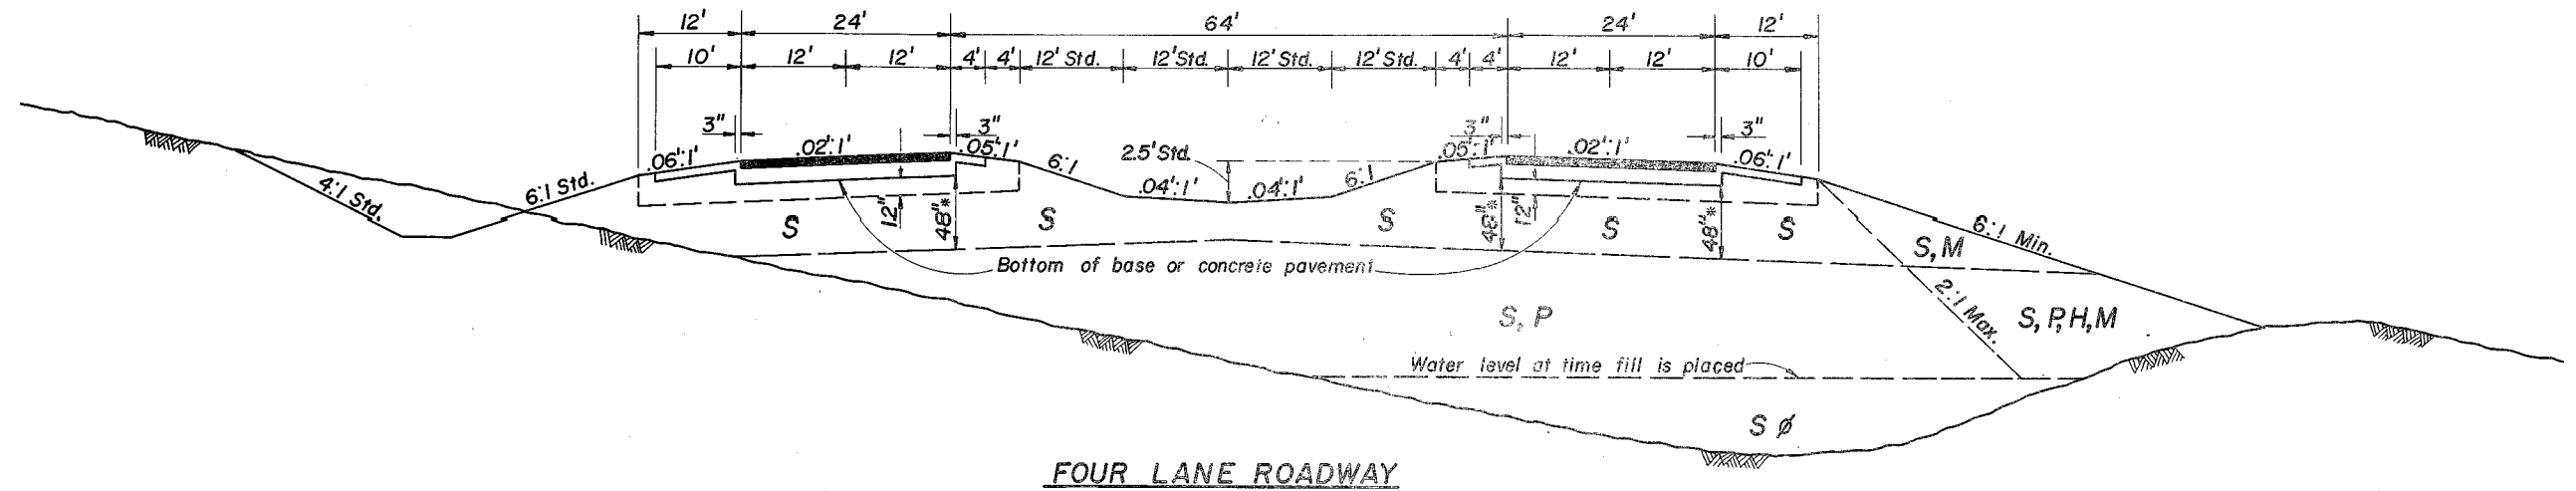 12' 24' 64' 24' 12'
10' 12' 12' 4' 4' 12' Std. 12' Std. 12' Std. 12' Std. 4' 4' 12' 12' 10'
3" 3" 3" 3"
.06':1' .02':1' .05':1' 6:1 2.5' Std. .05':1' .02':1' .06':1'
4:1 Std. 6:1 Std. .04':1' .04':1' 6:1
S 12" 48"* S S 48"* 12" S 48"* S 6:1 Min.
S, M
Bottom of base or concrete pavement
2:1 Max.
S, P S, P, H, M
Water level at time fill is placed
S ø
FOUR LANE ROADWAY